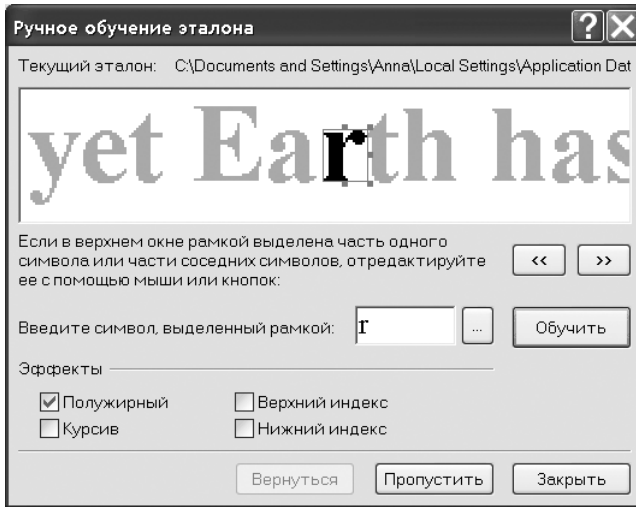 Ручное обучение эталона
Текущий эталон: C:\Documents and Settings\Anna\Local Settings\Application Dat
yet Earth has
Если в верхнем окне рамкой выделена часть одного
символа или части соседних символов, отредактируйте
ее с помощью мыши или кнопок:
<< >>
Введите символ, выделенный рамкой: r ... Обучить
Эффекты
Полужирный Верхний индекс
Курсив Нижний индекс
Вернуться Пропустить Закрыть